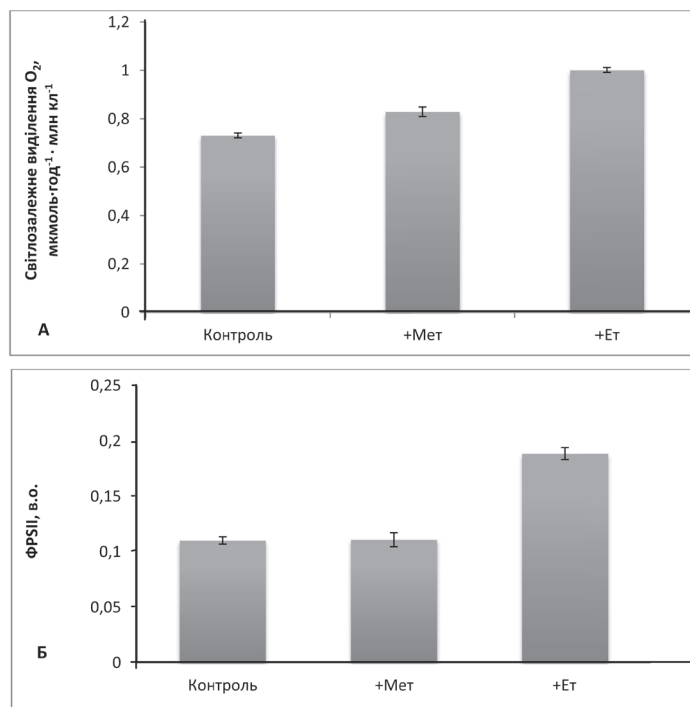 Світлозалежне виділення O₂,
мкмоль·год⁻¹· млн кл⁻¹
1,2
1
0,8
0,6
0,4
0,2
0
А
Контроль +Мет +Ет
ΦPSII, в.о.
0,25
0,2
0,15
0,1
0,05
0
Б
Контроль +Мет +Ет